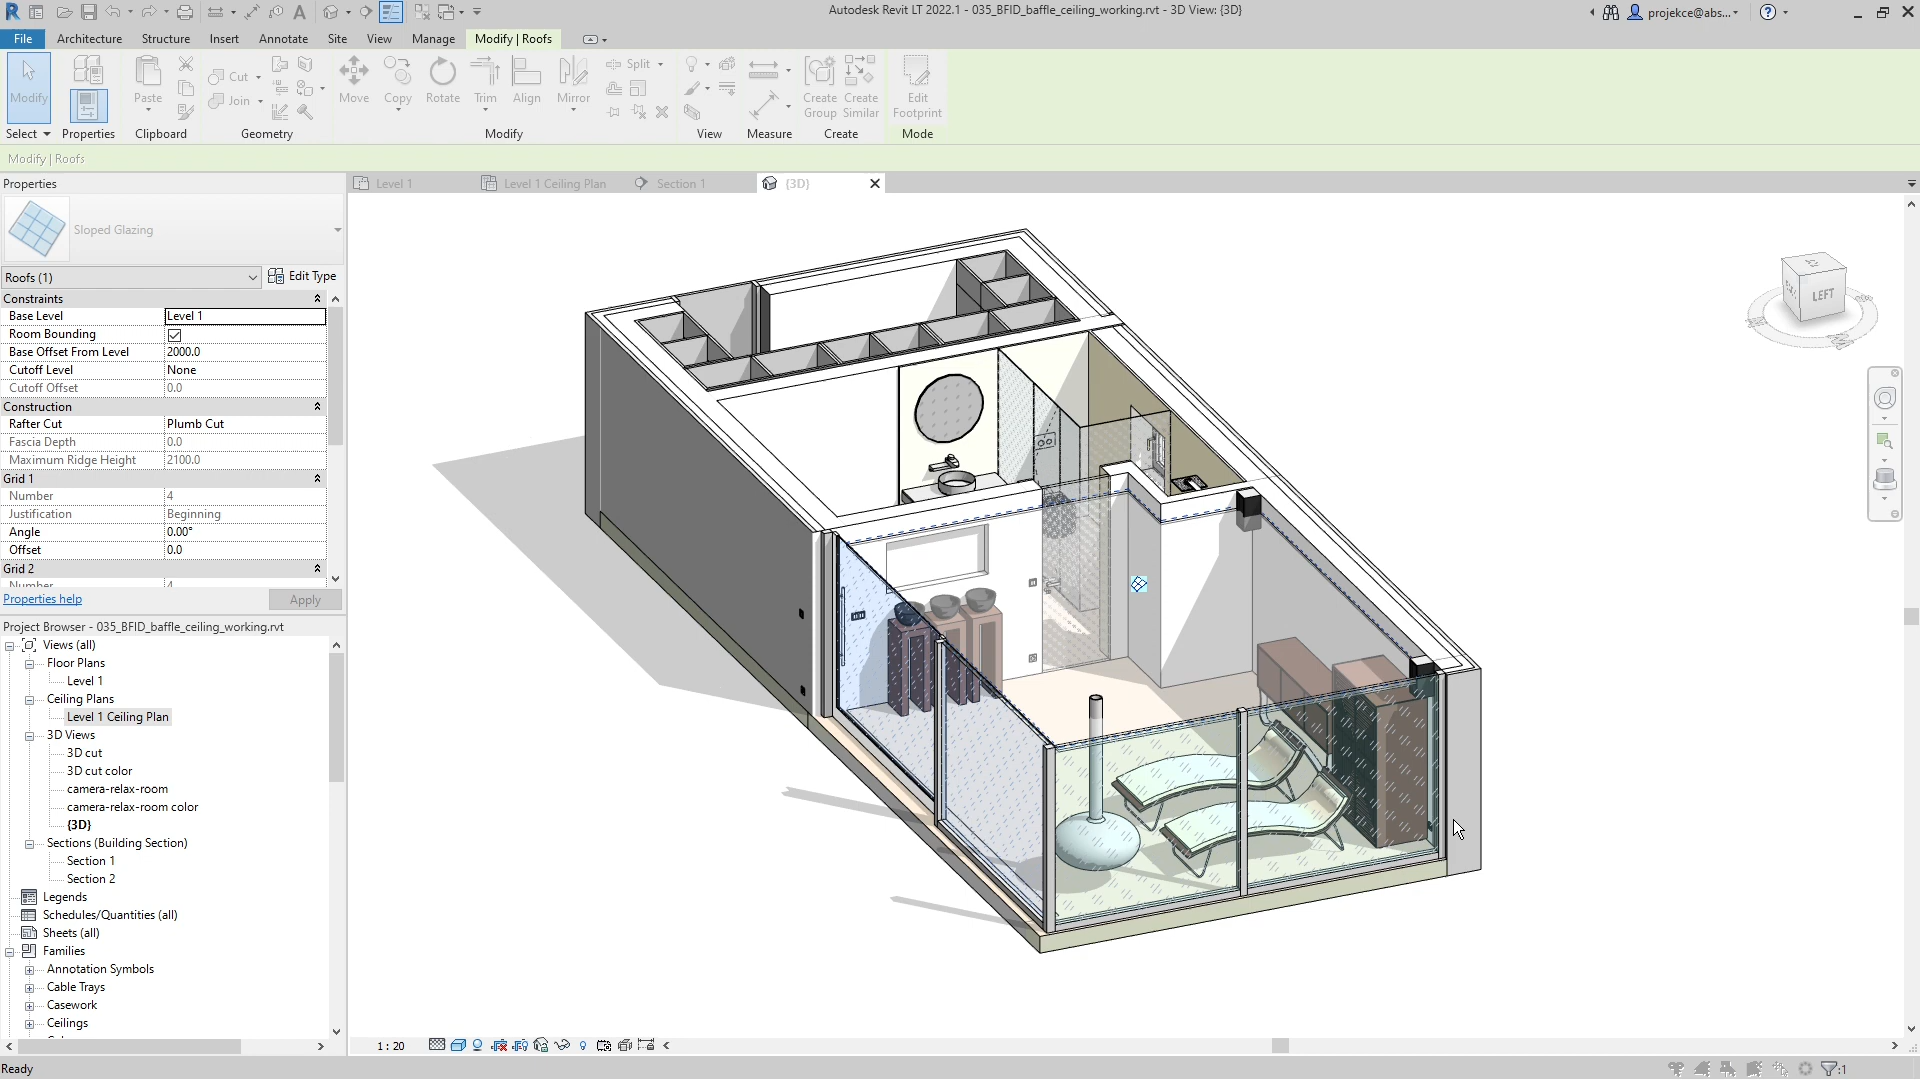 Autodesk Revit LT 2022.1 - 035_BFID_baffle_ceiling_working.rvt - 3D View: {3D}
projekce@abs...
File Architecture Structure Insert Annotate Site View Manage Modify | Roofs
Modify
Paste
Cut
Join
Move
Copy
Rotate
Trim
Align
Mirror
Split
Create Group
Create Similar
Edit Footprint
Select Properties Clipboard Geometry Modify View Measure Create Mode
Modify | Roofs
Properties
Level 1
Level 1 Ceiling Plan
Section 1
{3D}
Sloped Glazing
Roofs (1)
Edit Type
Constraints
Base Level Level 1
Room Bounding
Base Offset From Level 2000.0
Cutoff Level None
Cutoff Offset 0.0
Construction
Rafter Cut Plumb Cut
Fascia Depth 0.0
Maximum Ridge Height 2100.0
Grid 1
Number 4
Justification Beginning
Angle 0.00°
Offset 0.0
Grid 2
Number 4
Properties help
Apply
Project Browser - 035_BFID_baffle_ceiling_working.rvt
Views (all)
Floor Plans
Level 1
Ceiling Plans
Level 1 Ceiling Plan
3D Views
3D cut
3D cut color
camera-relax-room
camera-relax-room color
{3D}
Sections (Building Section)
Section 1
Section 2
Legends
Schedules/Quantities (all)
Sheets (all)
Families
Annotation Symbols
Cable Trays
Casework
Ceilings
LEFT
1 : 20
Ready
:1